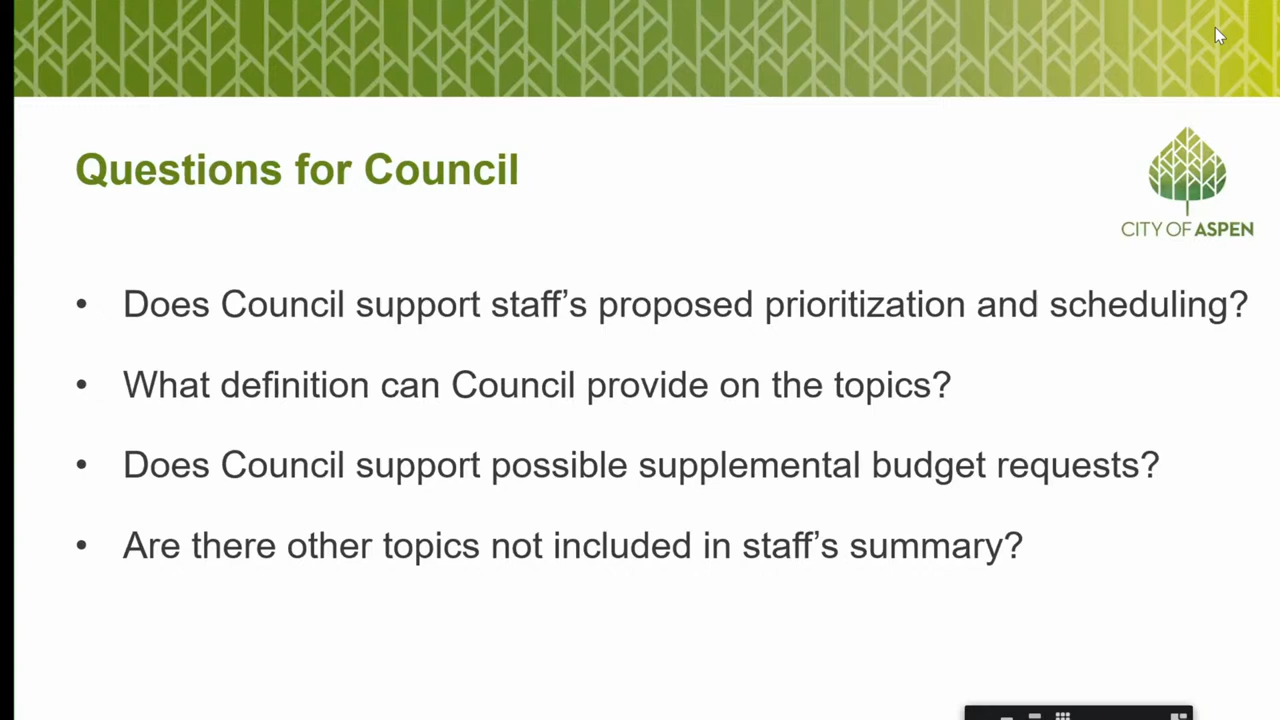 Questions for Council
CITY OF ASPEN
• Does Council support staff’s proposed prioritization and scheduling?
• What definition can Council provide on the topics?
• Does Council support possible supplemental budget requests?
• Are there other topics not included in staff’s summary?